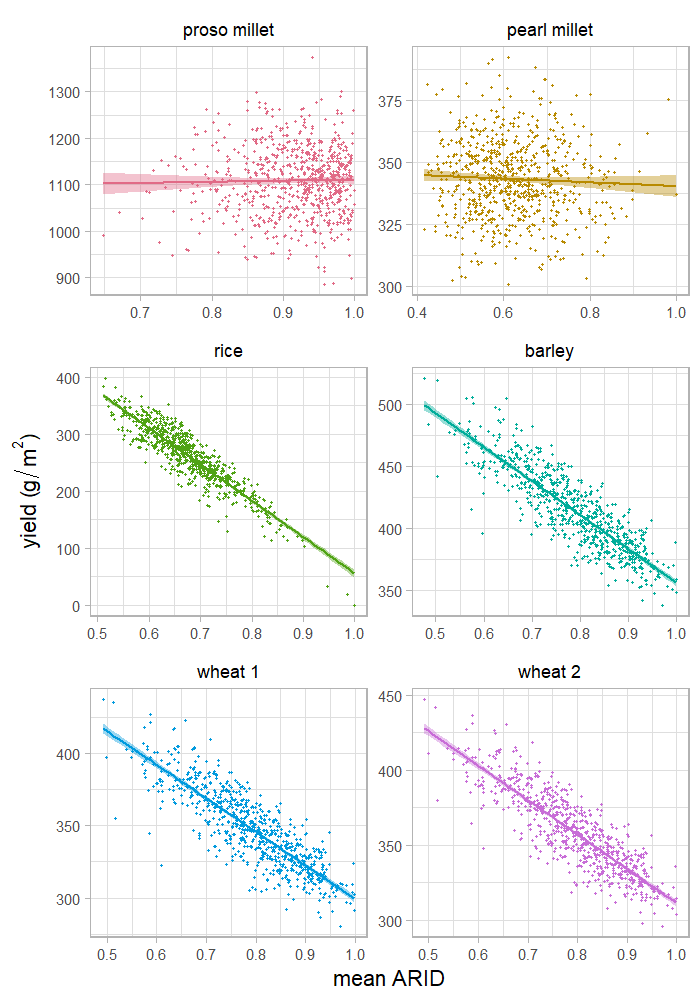 proso millet
pearl millet
1300
1200
1100
1000
900
0.7 0.8 0.9 1.0
375
350
325
300
0.4 0.6 0.8 1.0
rice
barley
400
300
200
100
0
0.5 0.6 0.7 0.8 0.9 1.0
500
450
400
350
0.5 0.6 0.7 0.8 0.9 1.0
yield (g/m²)
wheat 1
wheat 2
400
350
300
0.5 0.6 0.7 0.8 0.9 1.0
450
400
350
300
0.5 0.6 0.7 0.8 0.9 1.0
mean ARID